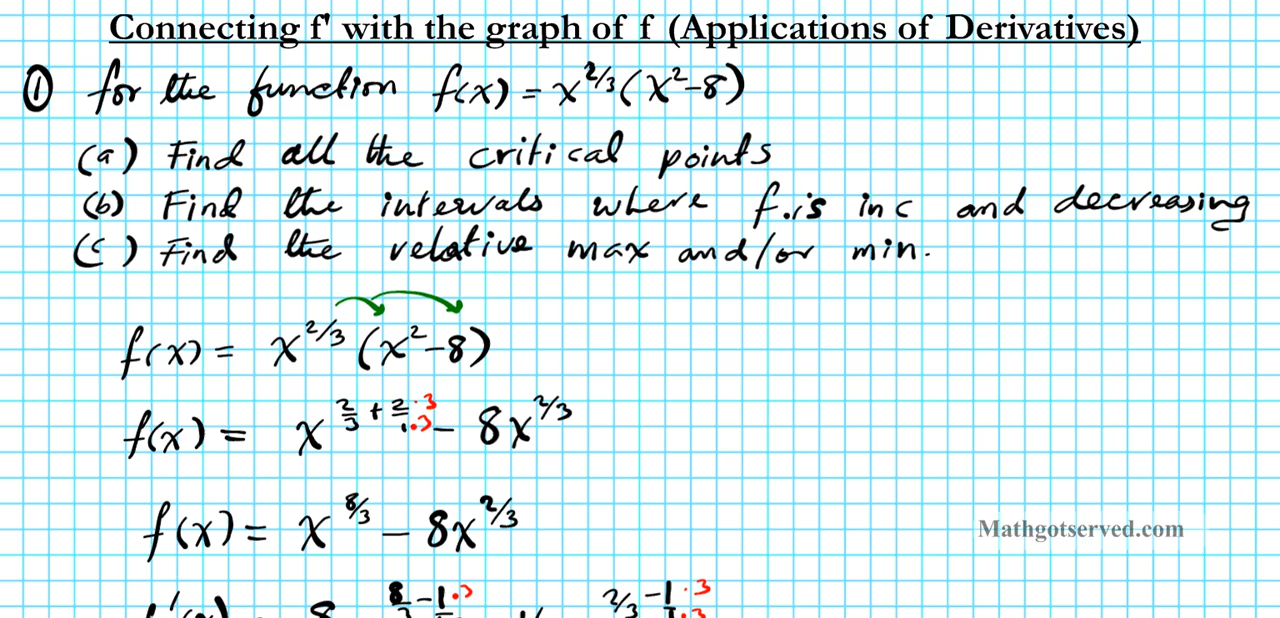 Connecting f' with the graph of f (Applications of Derivatives)
① for the function f(x) = x^2/3 (x²-8)
(a) Find all the critical points
(b) Find the intervals where f is inc and decreasing
(c) Find the relative max and/or min.
f(x) = x^2/3 (x²-8)
f(x) = x^(2/3 + 2·3/1·3) - 8x^2/3
f(x) = x^8/3 - 8x^2/3
Mathgotserved.com